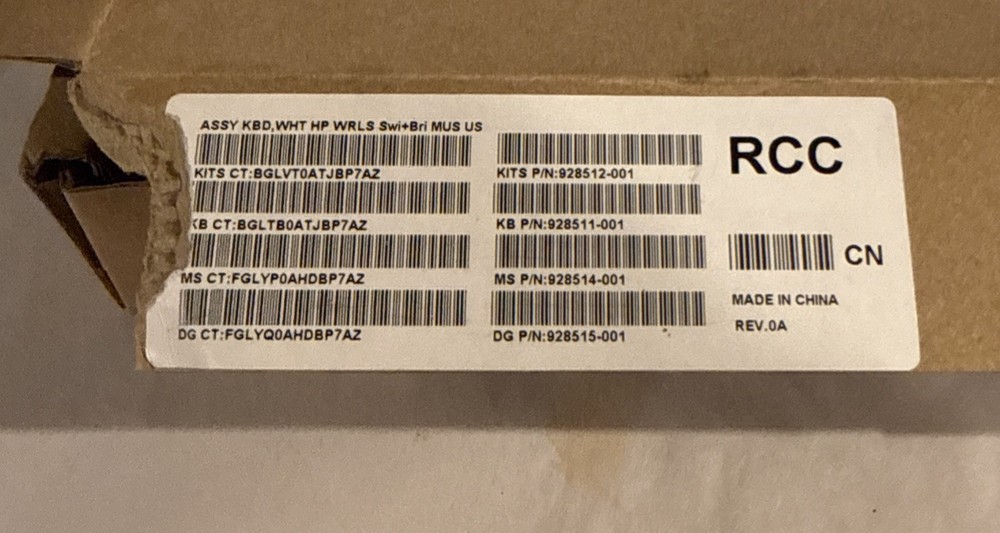 ASSY KBD,WHT HP WRLS Swi+Bri MUS US
KITS CT:BGLVT0ATJBP7AZ
KB CT:BGLTB0ATJBP7AZ
MS CT:FGLYP0AHDBP7AZ
DG CT:FGLYQ0AHDBP7AZ
KITS P/N:928512-001
KB P/N:928511-001
MS P/N:928514-001
DG P/N:928515-001
RCC
CN
MADE IN CHINA
REV.0A